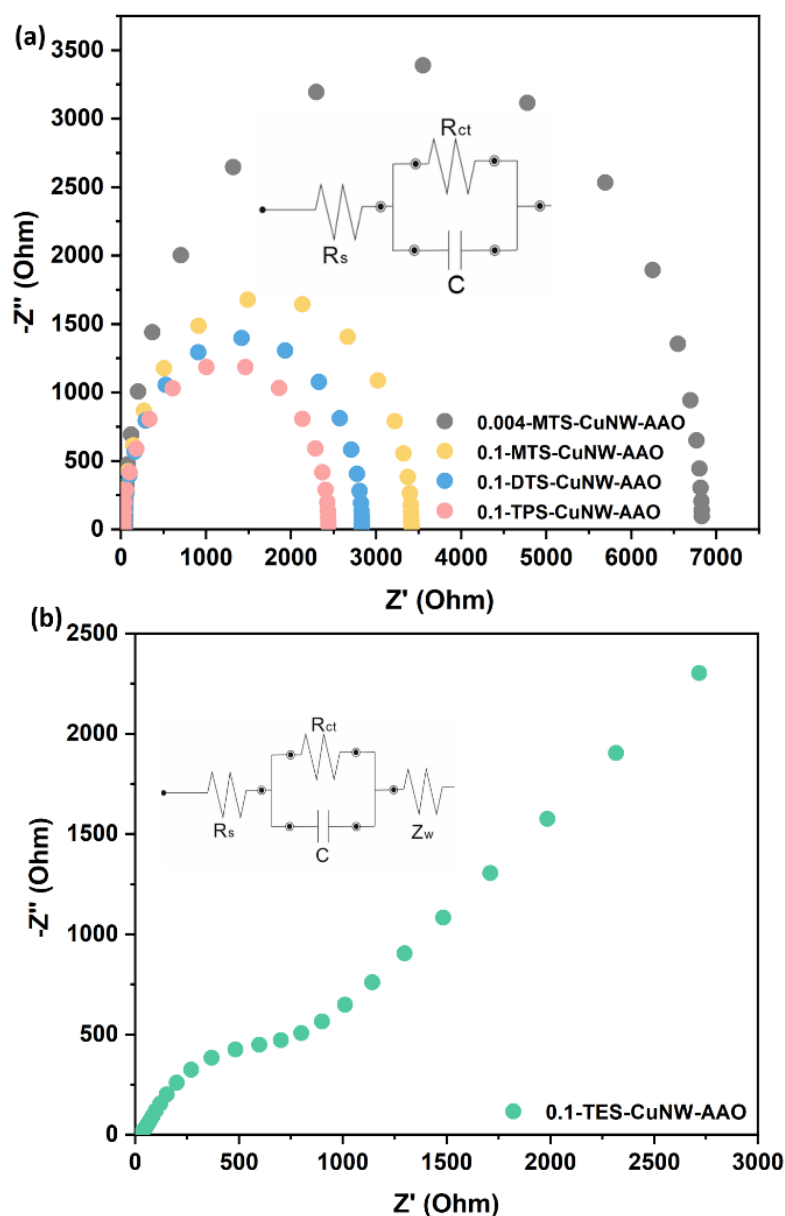 (a)
3500
3000
2500
2000
1500
1000
500
0
-Z'' (Ohm)
Rct
Rs
C
0.004-MTS-CuNW-AAO
0.1-MTS-CuNW-AAO
0.1-DTS-CuNW-AAO
0.1-TPS-CuNW-AAO
0 1000 2000 3000 4000 5000 6000 7000
Z' (Ohm)
(b)
2500
2000
1500
1000
500
0
-Z'' (Ohm)
Rct
Rs
C
Zw
0.1-TES-CuNW-AAO
0 500 1000 1500 2000 2500 3000
Z' (Ohm)